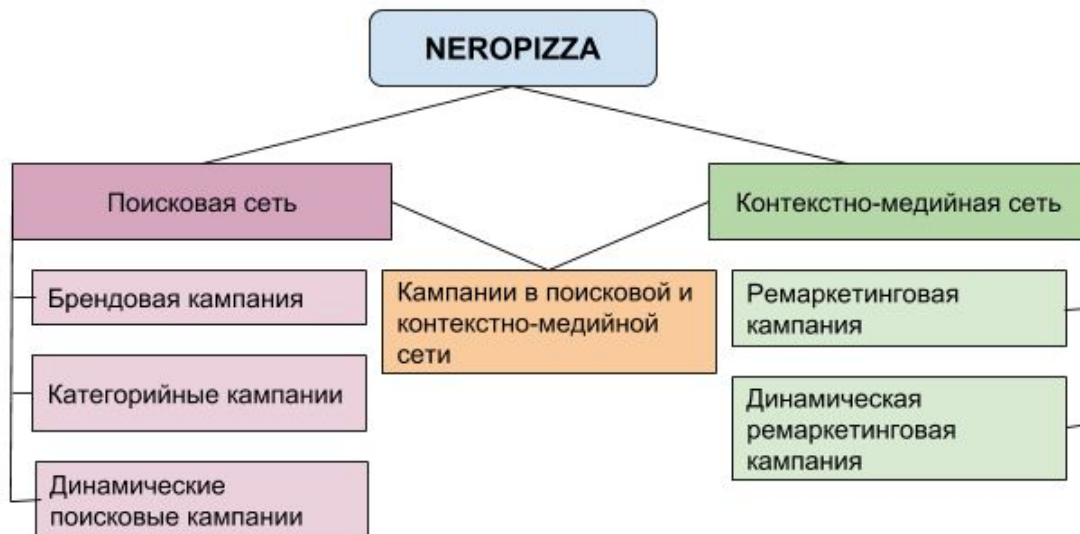 NEROPIZZA
Поисковая сеть
Контекстно-медийная сеть
Брендовая кампания
Категорийные кампании
Динамические
поисковые кампании
Кампании в поисковой и
контекстно-медийной
сети
Ремаркетинговая
кампания
Динамическая
ремаркетинговая
кампания